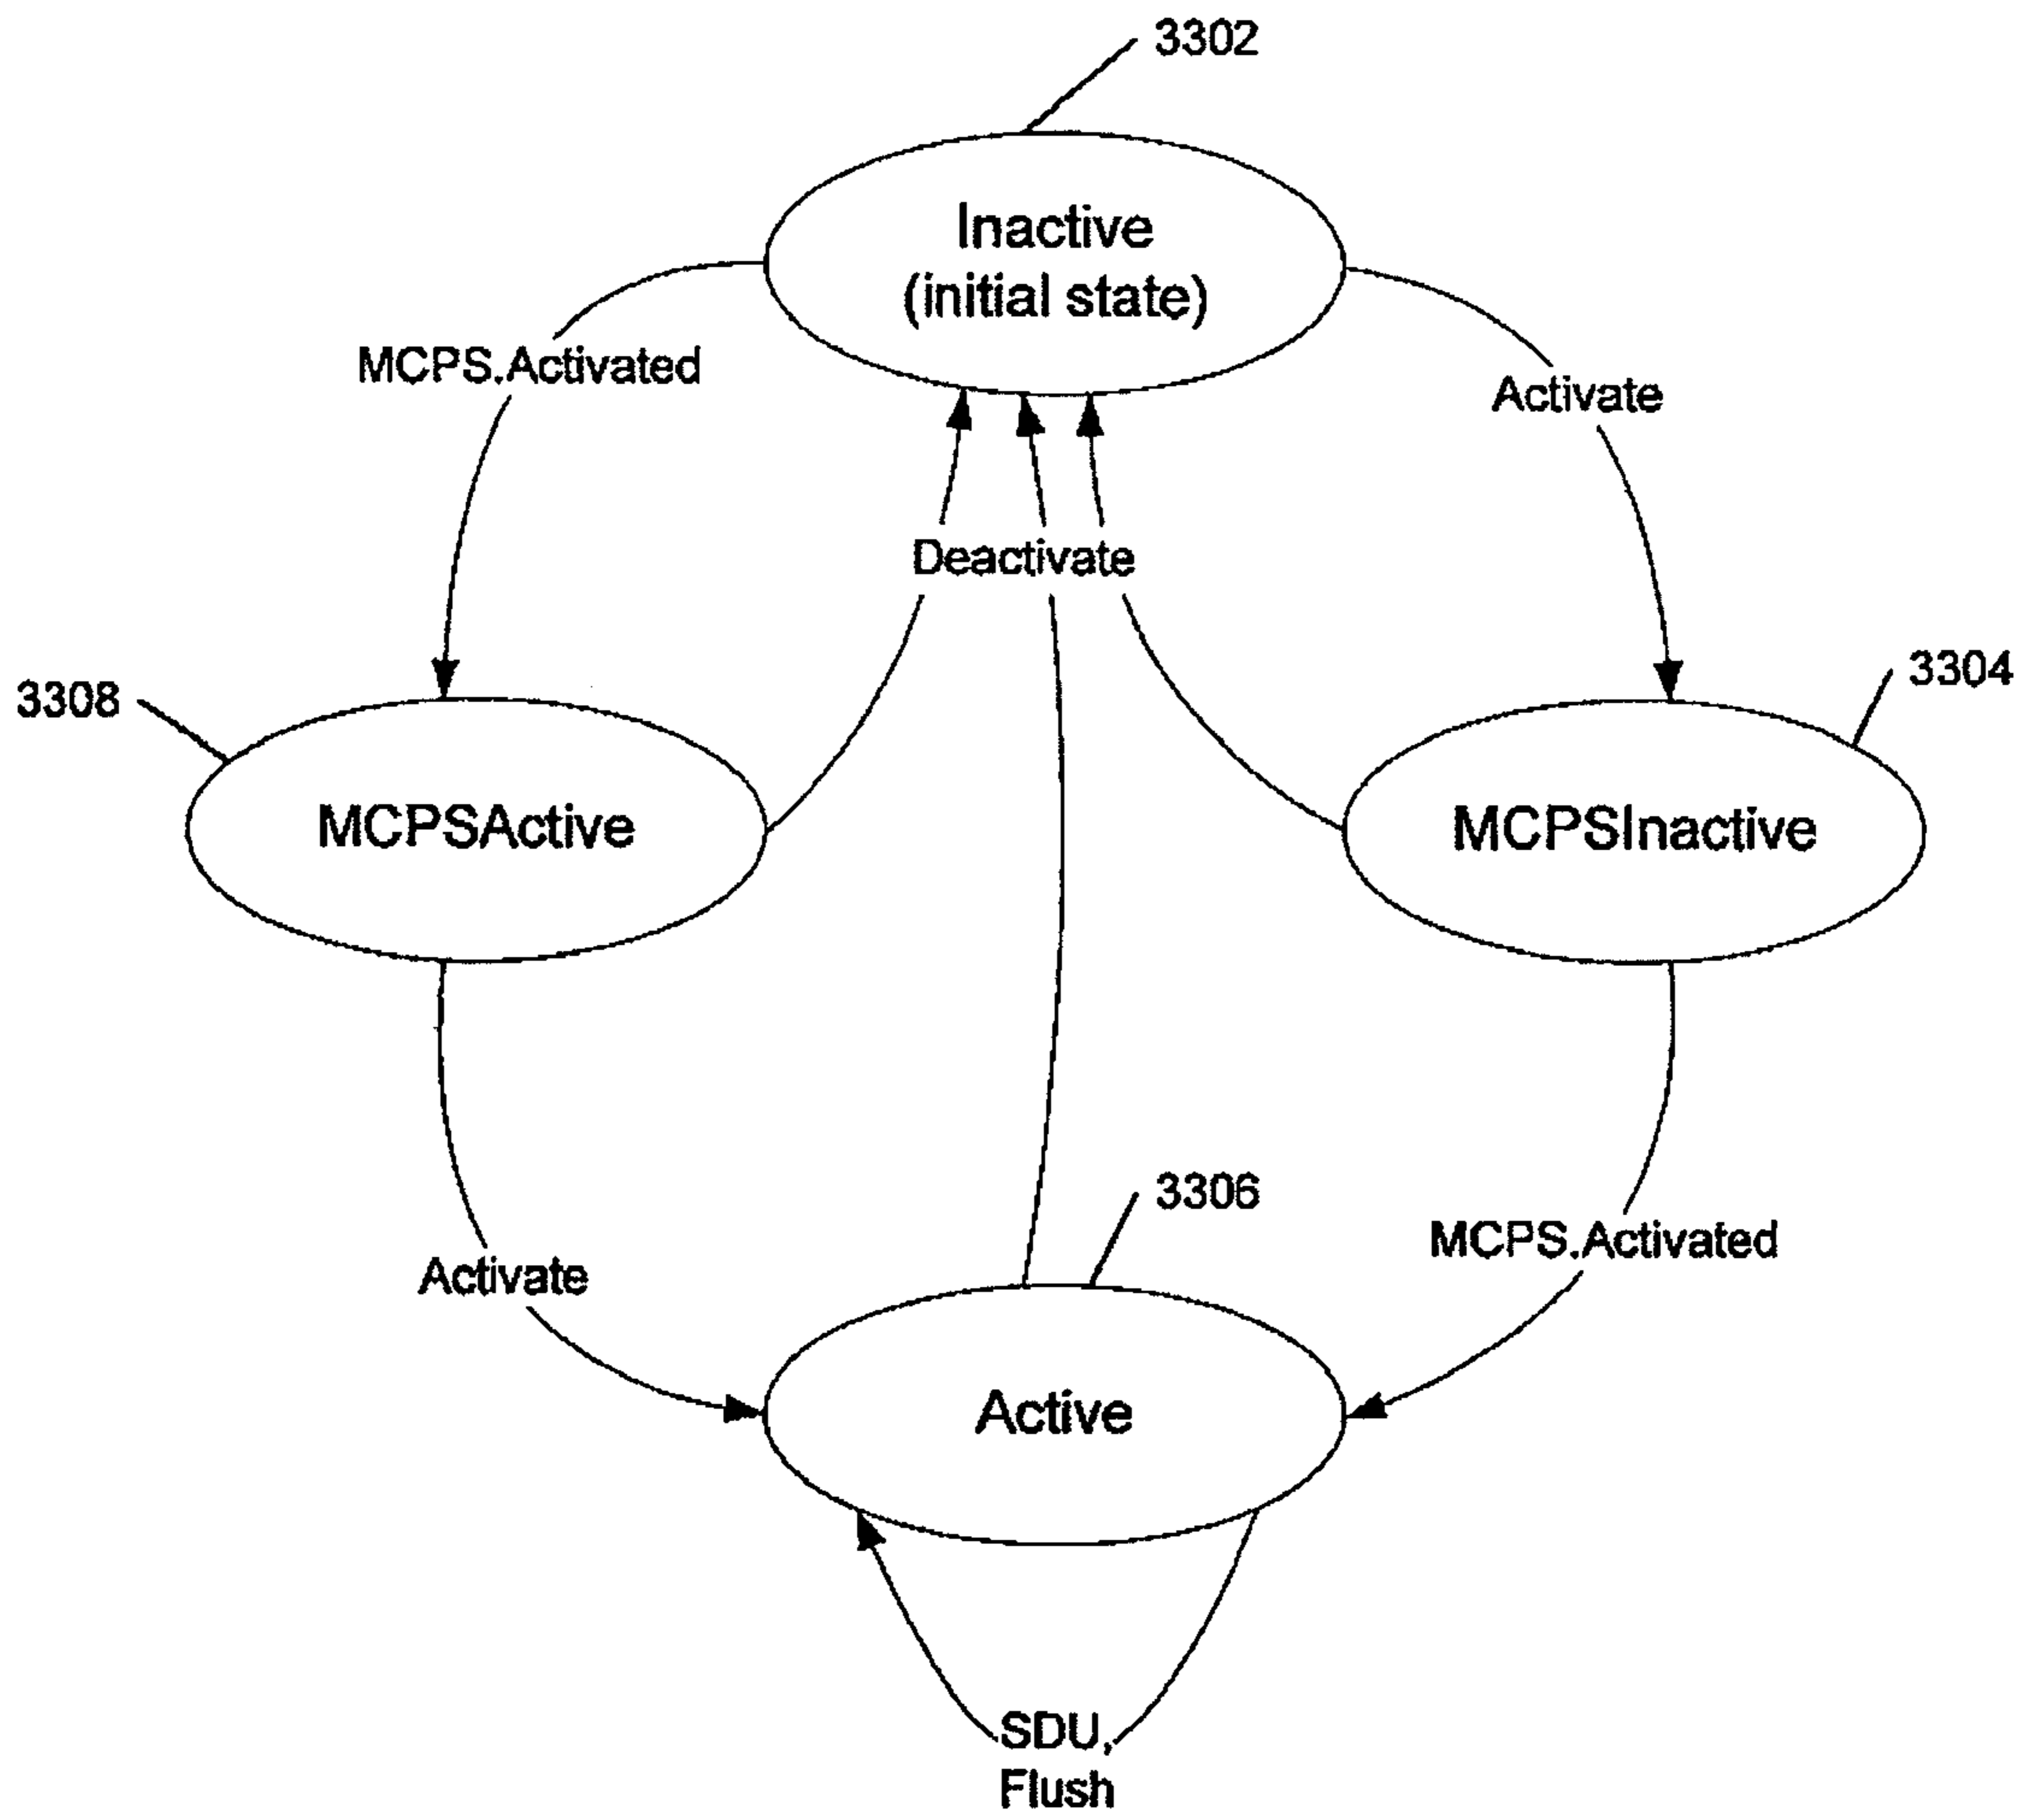 3302
Inactive
(initial state)
MCPS.Activated
Activate
Deactivate
3308
3304
MCPSActive
MCPSInactive
3306
MCPS.Activated
Activate
Active
SDU,
Flush